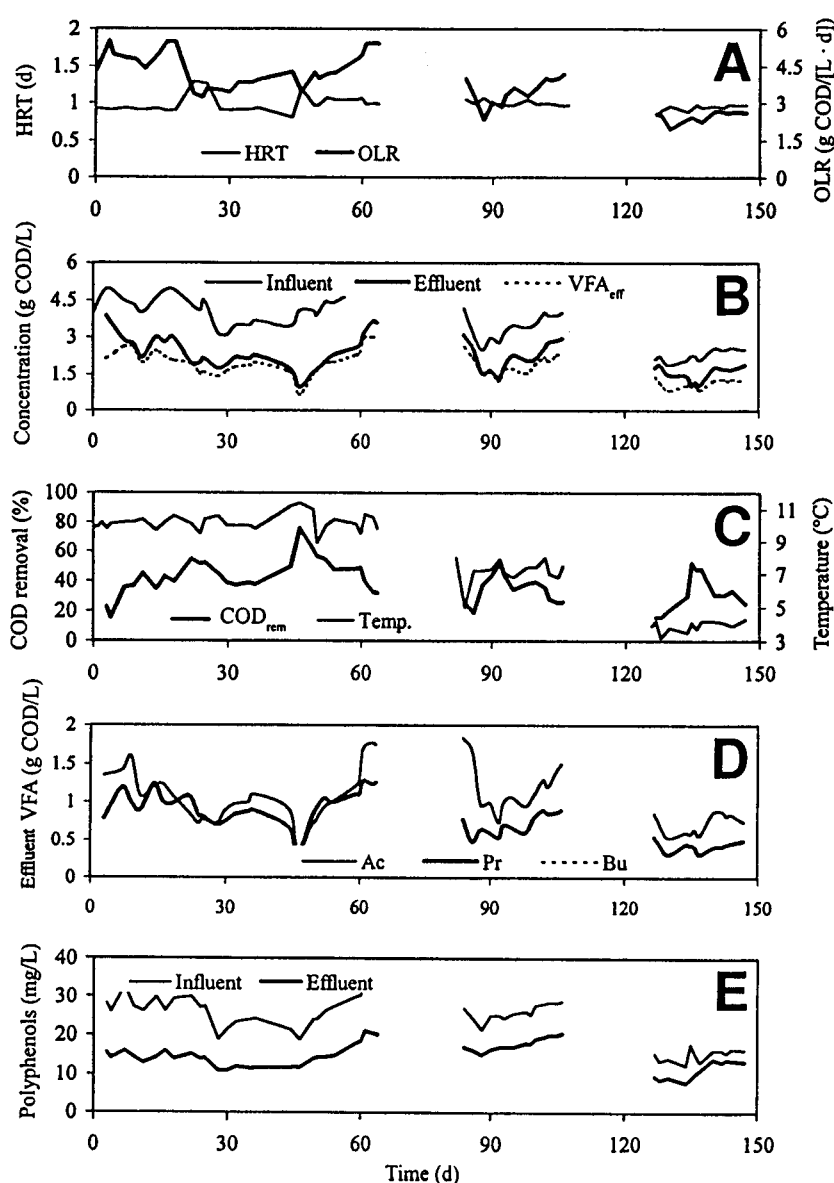 2
1.5
1
0.5
0
HRT (d)
6
4.5
3
1.5
0
OLR (g COD/[L · d])
A
HRT
OLR
0
30
60
90
120
150
6
4.5
3
1.5
0
Concentration (g COD/L)
Influent
Effluent
VFAeff
B
0
30
60
90
120
150
100
80
60
40
20
0
COD removal (%)
11
9
7
5
3
Temperature (°C)
C
CODrem
Temp.
0
30
60
90
120
150
2
1.5
1
0.5
0
Effluent VFA (g COD/L)
D
Ac
Pr
Bu
0
30
60
90
120
150
40
30
20
10
0
Polyphenols (mg/L)
Influent
Effluent
E
0
30
60
90
120
150
Time (d)